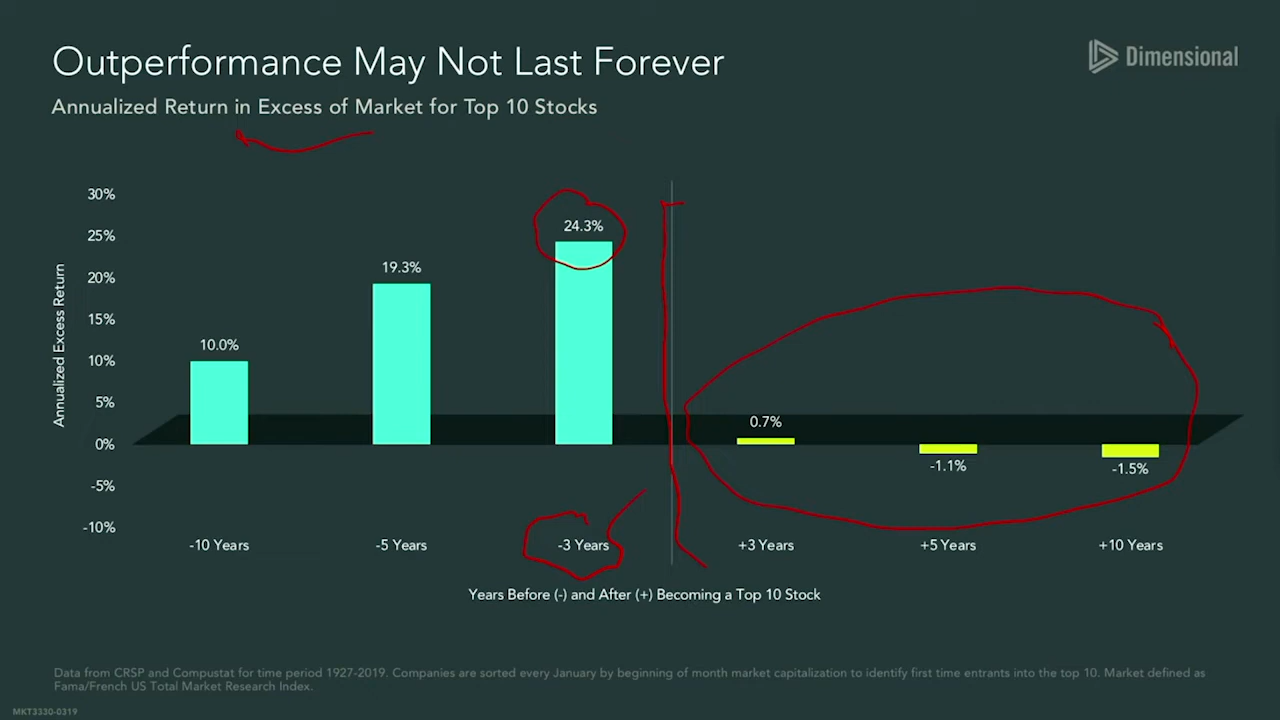 Outperformance May Not Last Forever
Dimensional
Annualized Return in Excess of Market for Top 10 Stocks
Annualized Excess Return
30%
25%
20%
15%
10%
5%
0%
-5%
-10%
10.0%
19.3%
24.3%
0.7%
-1.1%
-1.5%
-10 Years
-5 Years
-3 Years
+3 Years
+5 Years
+10 Years
Years Before (-) and After (+) Becoming a Top 10 Stock
Data from CRSP and Compustat for time period 1927-2019. Companies are sorted every January by beginning of month market capitalization to identify first time entrants into the top 10. Market defined as
Fama/French US Total Market Research Index.
MKT3330-0319